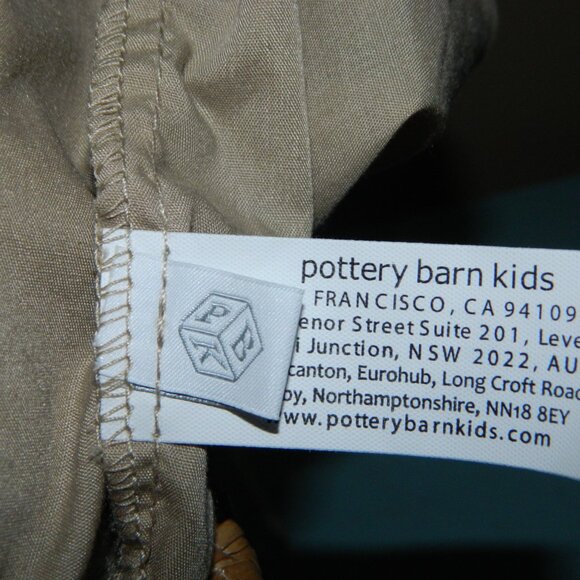 P
B
K
pottery barn kids
FRANCISCO, CA 94109
Street Suite 201,
Junction, NSW 2022,
Eurohub, Long Croft Road
Northamptonshire, NN18 8EY
www.potterybarnkids.com